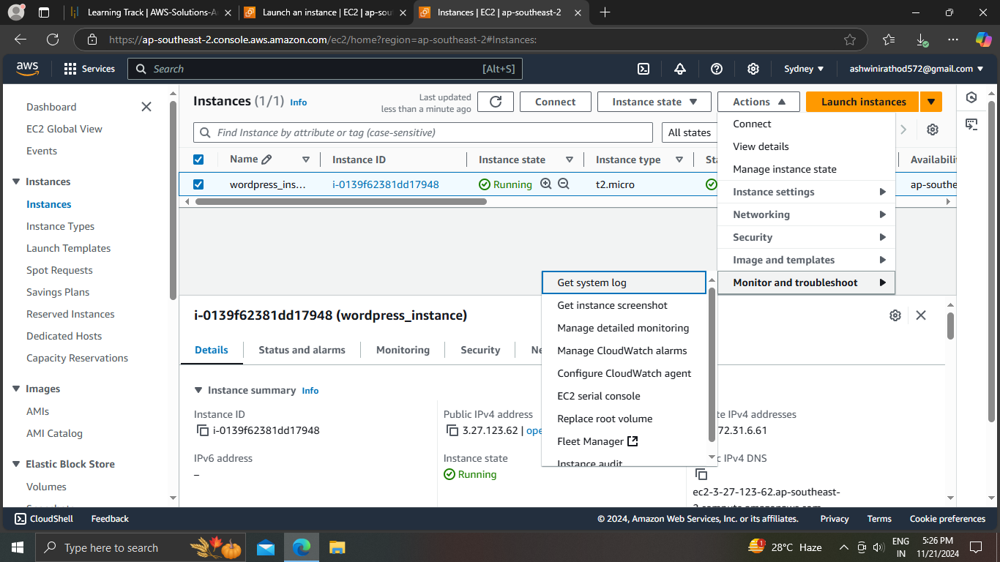 Learning Track | AWS-Solutions-A
Launch an instance | EC2 | ap-sout
Instances | EC2 | ap-southeast-2
https://ap-southeast-2.console.aws.amazon.com/ec2/home?region=ap-southeast-2#Instances:
aws
Services
Search
[Alt+S]
Sydney
ashwinirathod572@gmail.com
Dashboard
EC2 Global View
Events
Instances
Instances
Instance Types
Launch Templates
Spot Requests
Savings Plans
Reserved Instances
Dedicated Hosts
Capacity Reservations
Images
AMIs
AMI Catalog
Elastic Block Store
Volumes
Instances (1/1) Info
Last updated
less than a minute ago
Connect
Instance state
Actions
Launch instances
Find Instance by attribute or tag (case-sensitive)
All states
Name
Instance ID
Instance state
Instance type
Sta
Availabili
wordpress_ins...
i-0139f62381dd17948
Running
t2.micro
ap-southe
Connect
View details
Manage instance state
Instance settings
Networking
Security
Image and templates
Monitor and troubleshoot
Get system log
Get instance screenshot
Manage detailed monitoring
Manage CloudWatch alarms
Configure CloudWatch agent
EC2 serial console
Replace root volume
Fleet Manager
Instance audit
i-0139f62381dd17948 (wordpress_instance)
Details
Status and alarms
Monitoring
Security
Ne
Instance summary Info
Instance ID
i-0139f62381dd17948
Public IPv4 address
3.27.123.62 | ope
te IPv4 addresses
72.31.6.61
IPv6 address
–
Instance state
Running
c IPv4 DNS
ec2-3-27-123-62.ap-southeast-
2.compute.amazonaws.com
CloudShell
Feedback
© 2024, Amazon Web Services, Inc. or its affiliates.
Privacy
Terms
Cookie preferences
Type here to search
28°C Haze
ENG
IN
5:26 PM
11/21/2024